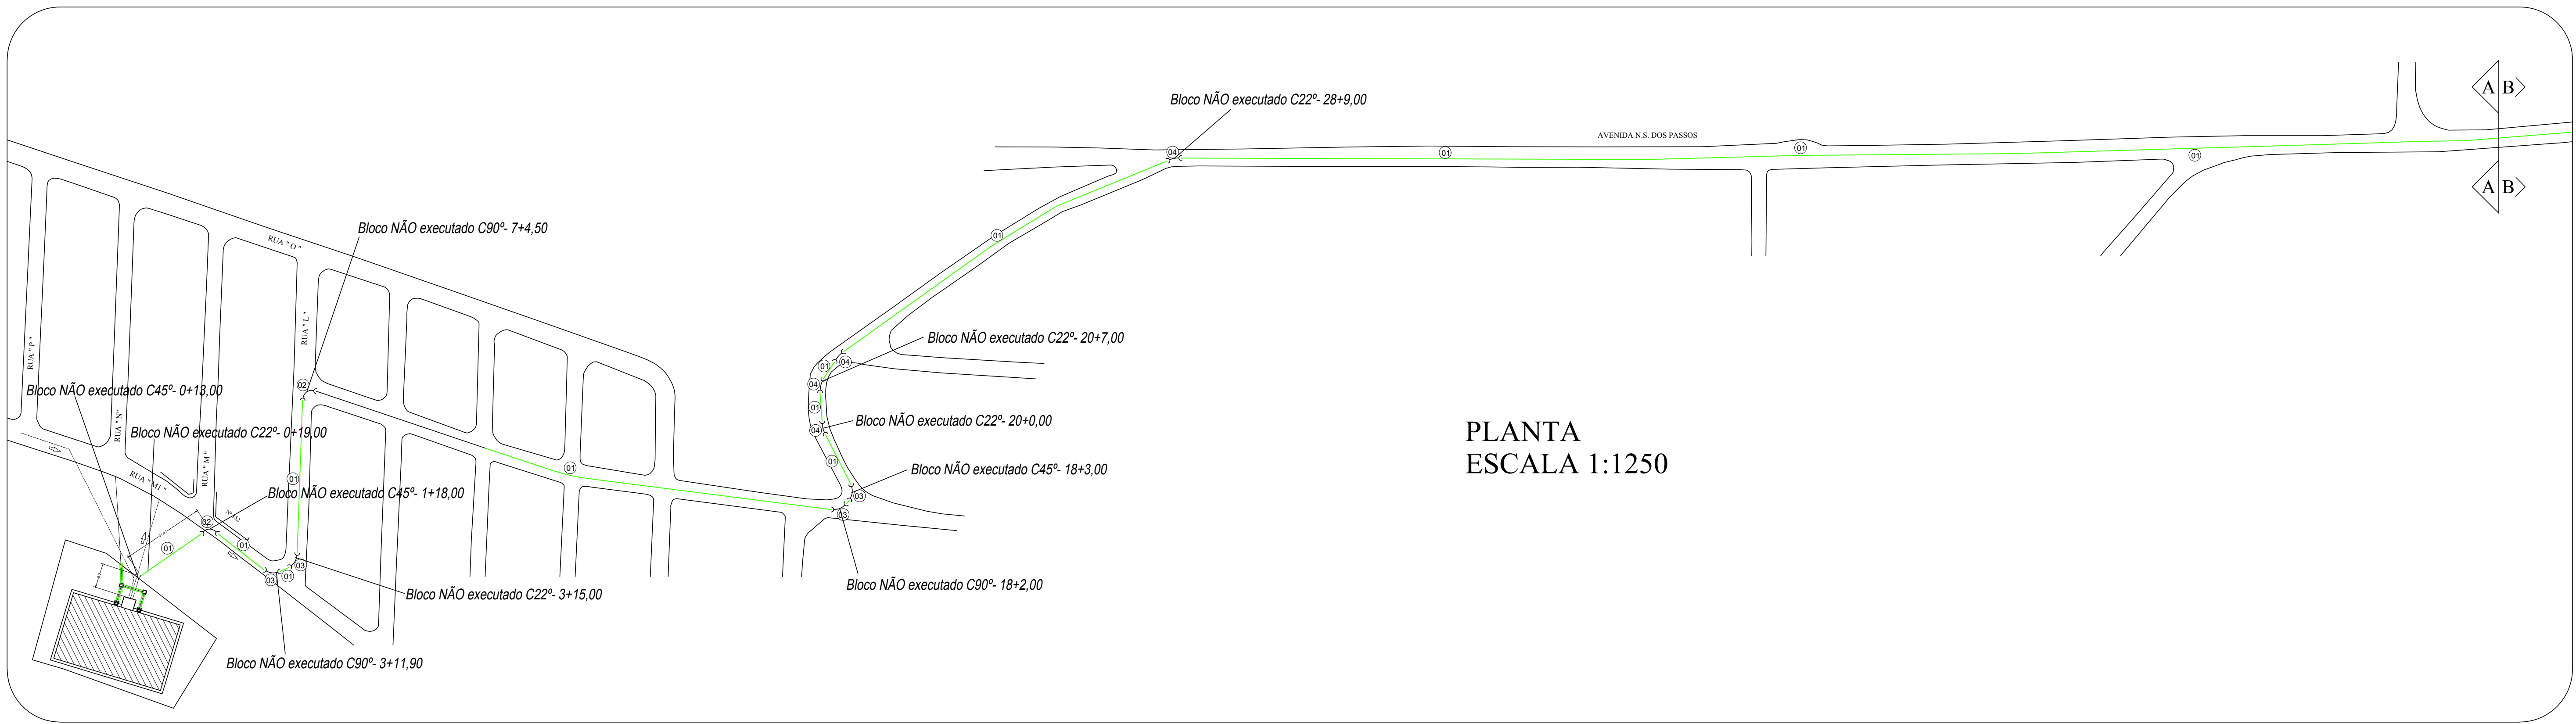 Bloco NÃO executado C22º- 28+9,00
A B
AVENIDA N.S. DOS PASSOS
04
01
01
01
A B
Bloco NÃO executado C90º- 7+4,50
01
RUA " O "
RUA " L "
RUA " P "
Bloco NÃO executado C22º- 20+7,00
04
01
04
02
Bloco NÃO executado C45º- 0+13,00
01
Bloco NÃO executado C22º- 20+0,00
04
RUA " N"
Bloco NÃO executado C22º- 0+19,00
PLANTA
ESCALA 1:1250
01
Bloco NÃO executado C45º- 18+3,00
01
RUA " M "
01
RUA " MI "
Bloco NÃO executado C45º- 1+18,00
03
03
02
01
01
03
01
03
Bloco NÃO executado C90º- 18+2,00
Bloco NÃO executado C22º- 3+15,00
Bloco NÃO executado C90º- 3+11,90